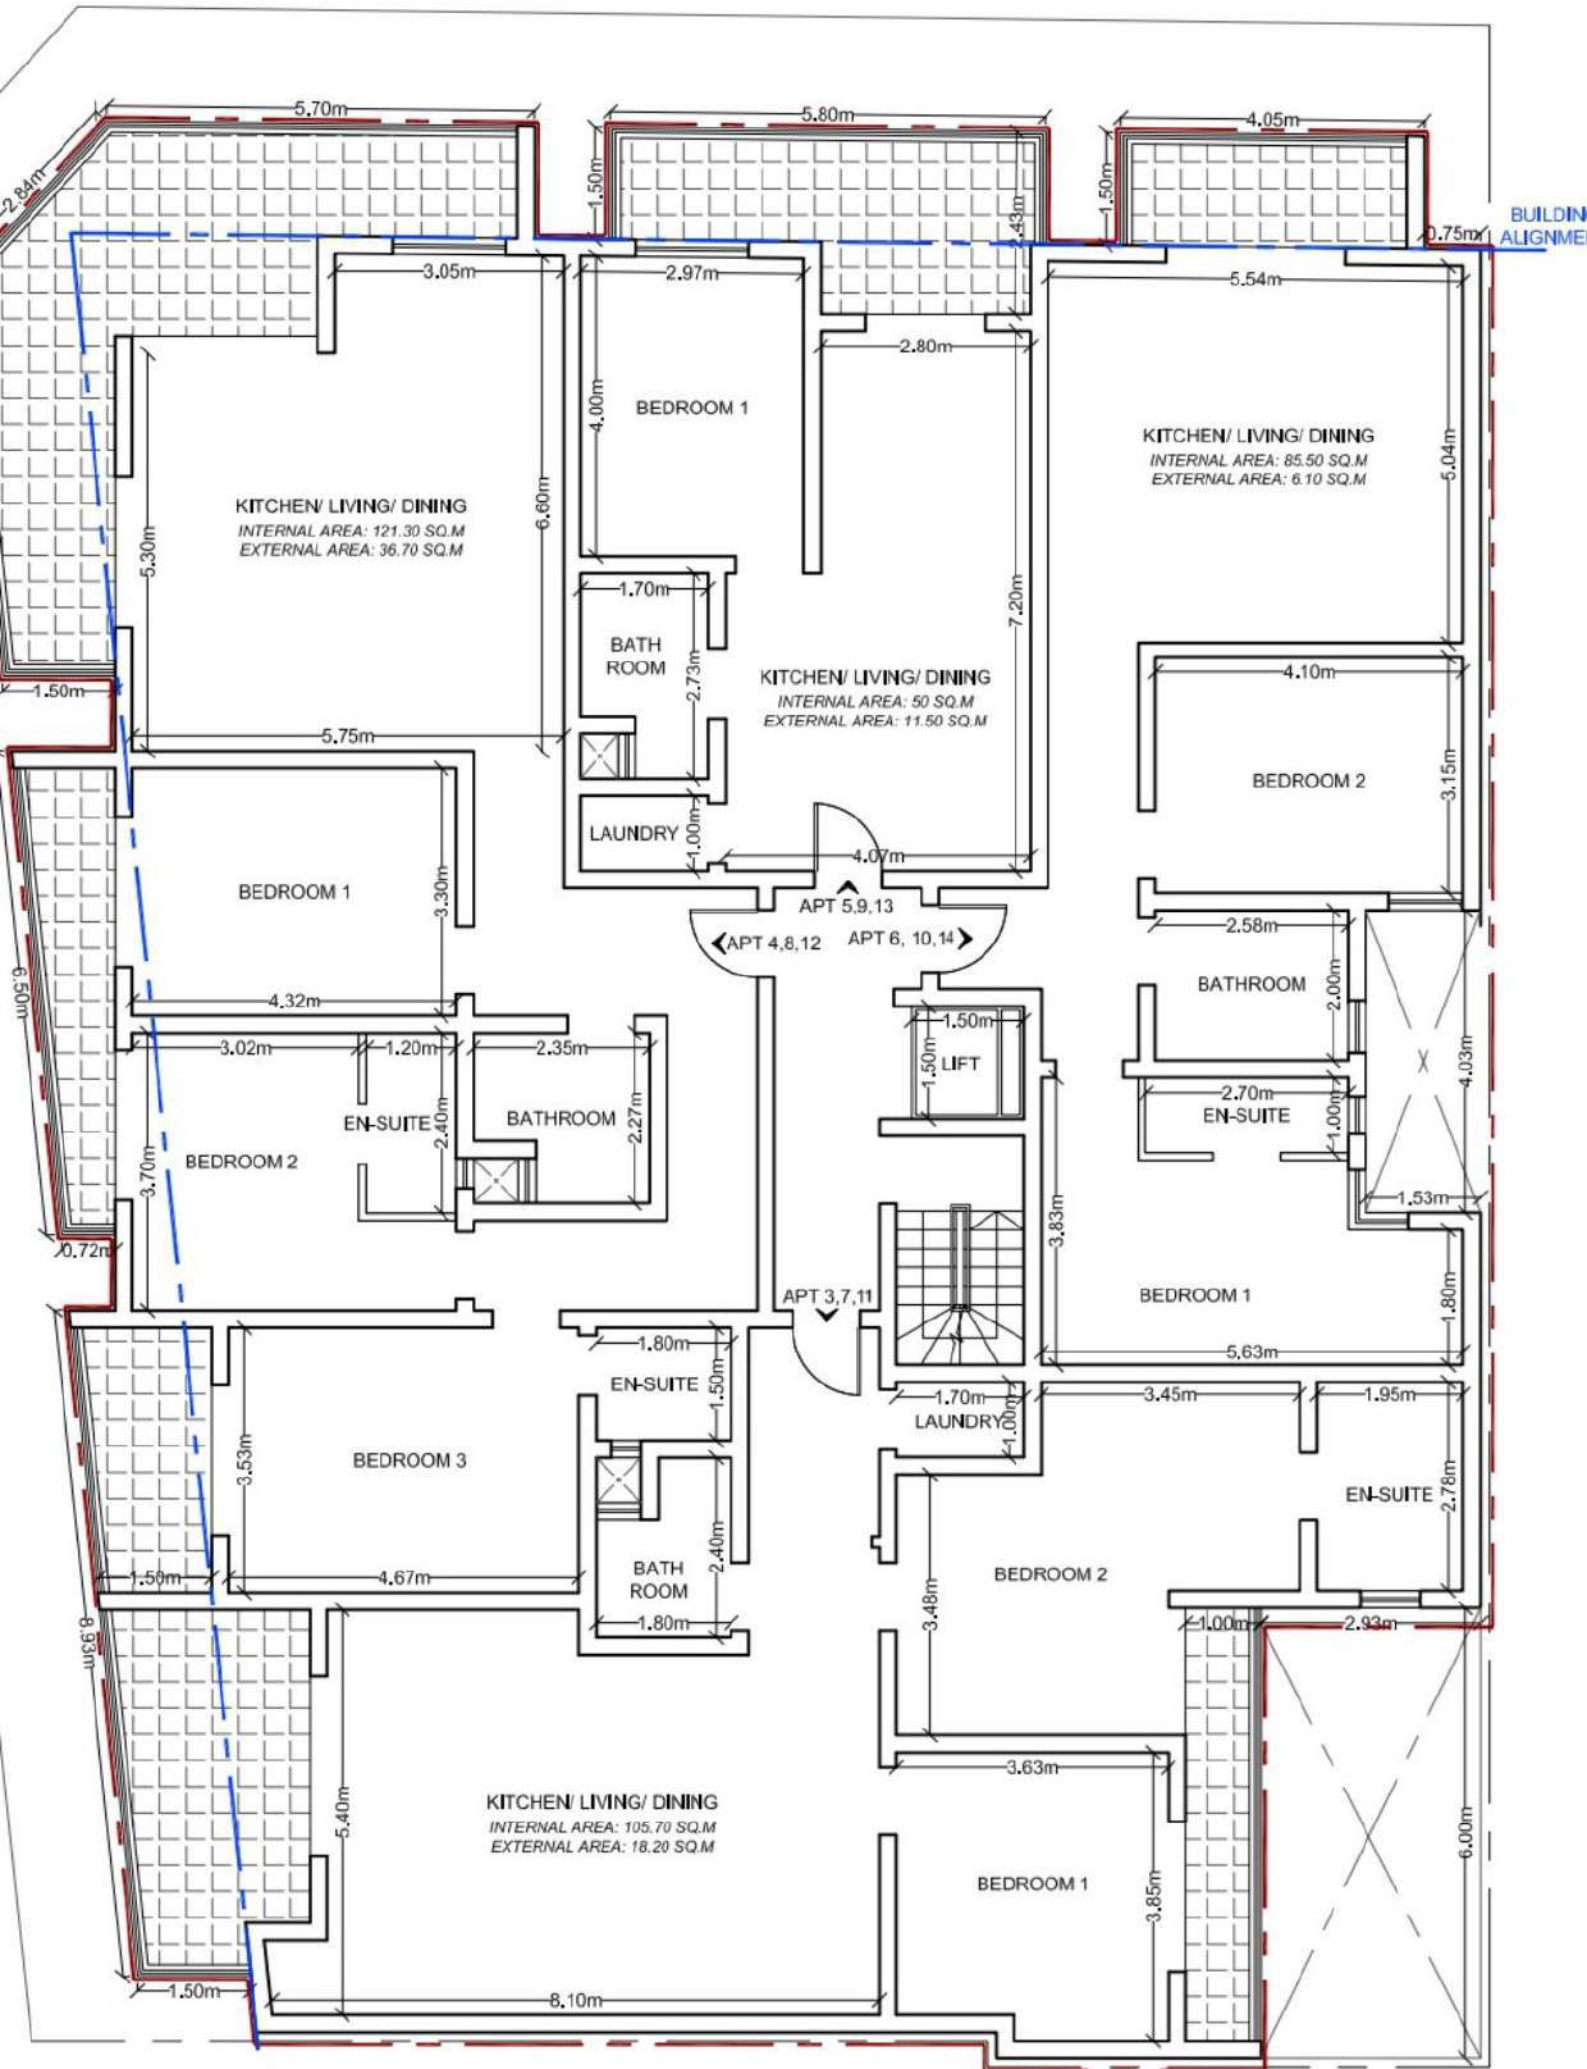 5.70m
5.80m
4.05m
2.84m
1.50m
2.43m
1.50m
0.75m
BUILDIN
ALIGNME
3.05m
2.97m
5.54m
2.80m
4.00m
BEDROOM 1
KITCHEN/ LIVING/ DINING
INTERNAL AREA: 85.50 SQ.M
EXTERNAL AREA: 6.10 SQ.M
5.04m
KITCHEN/ LIVING/ DINING
INTERNAL AREA: 121.30 SQ.M
EXTERNAL AREA: 36.70 SQ.M
6.60m
5.30m
1.70m
7.20m
BATH
ROOM
2.73m
KITCHEN/ LIVING/ DINING
INTERNAL AREA: 50 SQ.M
EXTERNAL AREA: 11.50 SQ.M
4.10m
1.50m
5.75m
BEDROOM 2
3.15m
LAUNDRY
1.00m
4.07m
BEDROOM 1
3.30m
APT 5,9,13
APT 4,8,12
APT 6, 10,14
2.58m
6.50m
4.32m
BATHROOM
2.00m
1.50m
3.02m
1.20m
2.35m
1.50m
LIFT
4.03m
2.70m
EN-SUITE
1.00m
EN-SUITE
2.40m
BATHROOM
2.27m
BEDROOM 2
3.70m
1.53m
3.83m
0.72m
APT 3,7,11
BEDROOM 1
1.80m
1.80m
5.63m
EN-SUITE
1.50m
1.70m
LAUNDRY
1.00m
3.45m
1.95m
BEDROOM 3
3.53m
EN-SUITE
2.78m
1.50m
4.67m
BATH
ROOM
2.40m
1.80m
BEDROOM 2
3.48m
8.93m
1.00m
2.93m
3.63m
KITCHEN/ LIVING/ DINING
INTERNAL AREA: 105.70 SQ.M
EXTERNAL AREA: 18.20 SQ.M
5.40m
6.00m
BEDROOM 1
3.85m
1.50m
8.10m